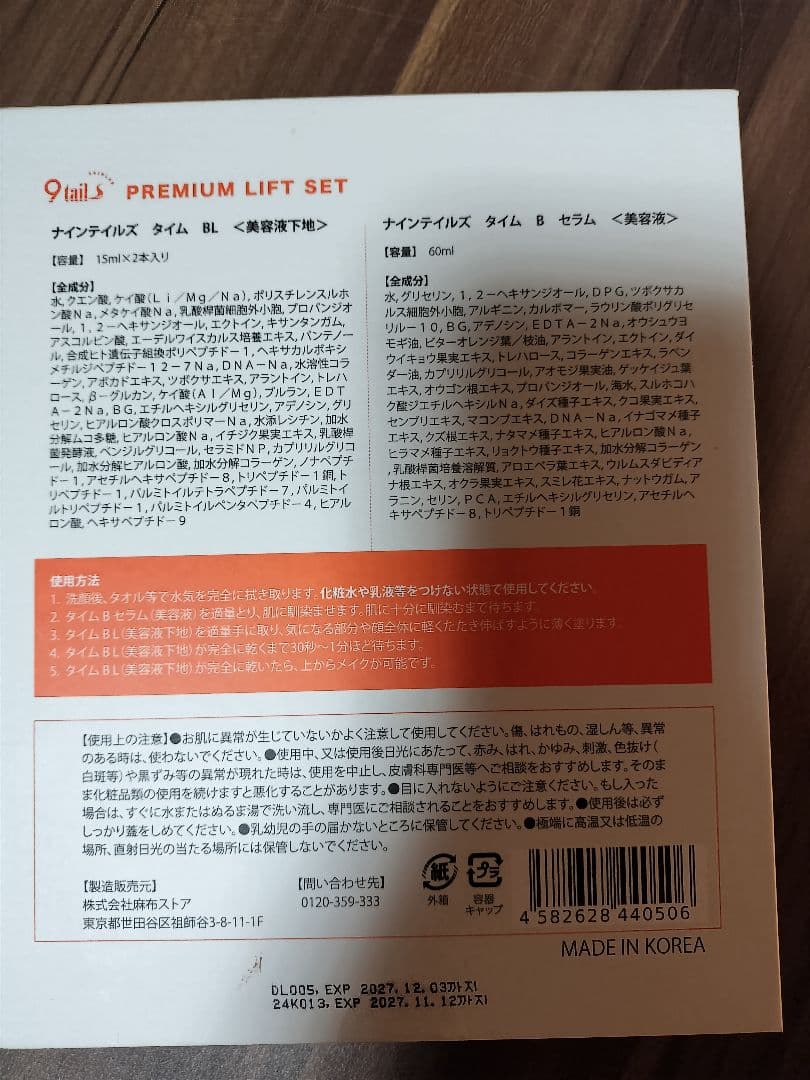 9tails PREMIUM LIFT SET
ナインテイルズ タイム BL <美容液下地>
【容量】 15ml×2本入り
【全成分】
水,クエン酸,ケイ酸(Li/Mg/Na),ポリスチレンスルホ
ン酸Na,メタケイ酸Na,乳酸桿菌細胞外小胞,プロパンジオ
ール,1,2-ヘキサンジオール,エクトイン,キサンタンガム,
アスコルビン酸,エーデルワイスカルス培養エキス,パンテノー
ル,合成ヒト遺伝子組換ポリペプチド-1,ヘキサカルボキシ
メチルジペプチド-12-7Na,DNA-Na,水溶性コラ
ーゲン,アボカドエキス,ツボクサエキス,アラントイン,トレハ
ロース,β-グルカン,ケイ酸(Al/Mg),プルラン,EDT
A-2Na,BG,エチルヘキシルグリセリン,アデノシン,グリ
セリン,ヒアルロン酸クロスポリマーNa,水添レシチン,加水
分解ムコ多糖,ヒアルロン酸Na,イチジク果実エキス,乳酸桿
菌発酵液,ベンジルグリコール,セラミドNP,カプリリルグリコ
ール,加水分解ヒアルロン酸,加水分解コラーゲン,ノナペプチ
ド-1,アセチルヘキサペプチド-8,トリペプチド-1銅,ト
リペプチド-1,パルミトイルテトラペプチド-7,パルミトイ
ルトリペプチド-1,パルミトイルペンタペプチド-4,ヒアル
ロン酸,ヘキサペプチド-9
ナインテイルズ タイム B セラム <美容液>
【容量】 60ml
【全成分】
水,グリセリン,1,2-ヘキサンジオール,DPG,ツボクサカ
ルス細胞外小胞,アルギニン,カルボマー,ラウリン酸ポリグリセ
リル-10,BG,アデノシン,EDTA-2Na,オウシュウヨ
モギ油,ビターオレンジ葉/枝油,アラントイン,エクトイン,ダイ
ウイキョウ果実エキス,トレハロース,コラーゲンエキス,ラベン
ダー油,カプリリルグリコール,アオモジ果実油,ゲッケイジュ葉
エキス,オウゴン根エキス,プロパンジオール,海水,スルホコハ
ク酸ジエチルヘキシルNa,ダイズ種子エキス,クコ果実エキス,
センブリエキス,マコンブエキス,DNA-Na,イナゴマメ種子
エキス,クズ根エキス,ナタマメ種子エキス,ヒアルロン酸Na,
ヒラマメ種子エキス,リョクトウ種子エキス,加水分解コラーゲン
,乳酸桿菌培養溶解質,アロエベラ葉エキス,ウルムスダビディア
ナ根エキス,オクラ果実エキス,スミレ花エキス,ナットウガム,ア
ラニン,セリン,PCA,エチルヘキシルグリセリン,アセチルヘ
キサペプチド-8,トリペプチド-1銅
使用方法
1. 洗顔後、タオル等で水気を完全に拭き取ります。化粧水や乳液等をつけない状態で使用してください。
2. タイムBセラム(美容液)を適量とり、肌に馴染ませます。肌に十分に馴染むまで待ちます。
3. タイムBL(美容液下地)を適量手に取り、気になる部分や顔全体に軽くたたき伸ばすように薄く塗ります。
4. タイムBL(美容液下地)が完全に乾くまで30秒〜1分ほど待ちます。
5. タイムBL(美容液下地)が完全に乾いたら、上からメイクが可能です。
【使用上の注意】●お肌に異常が生じていないかよく注意して使用してください。傷、はれもの、湿しん等、異常
のある時は、使わないでください。●使用中、又は使用後日光にあたって、赤み、はれ、かゆみ、刺激、色抜け(
白斑等)や黒ずみ等の異常が現れた時は、使用を中止し、皮膚科専門医等へご相談をおすすめします。そのま
ま化粧品類の使用を続けますと悪化することがあります。●目に入れないようにご注意ください。もし入った
場合は、すぐに水またはぬるま湯で洗い流し、専門医にご相談されることをおすすめします。●使用後は必ず
しっかり蓋をしめてください。●乳幼児の手の届かないところに保管してください。●極端に高温又は低温の
場所、直射日光の当たる場所には保管しないでください。
【製造販売元】
株式会社麻布ストア
東京都世田谷区祖師谷3-8-11-1F
【問い合わせ先】
0120-359-333
紙
外箱
プラ
容器
キャップ
4 582628 440506
MADE IN KOREA
DL005, EXP 2027. 12. 03까지
24K013, EXP 2027. 11. 12까지